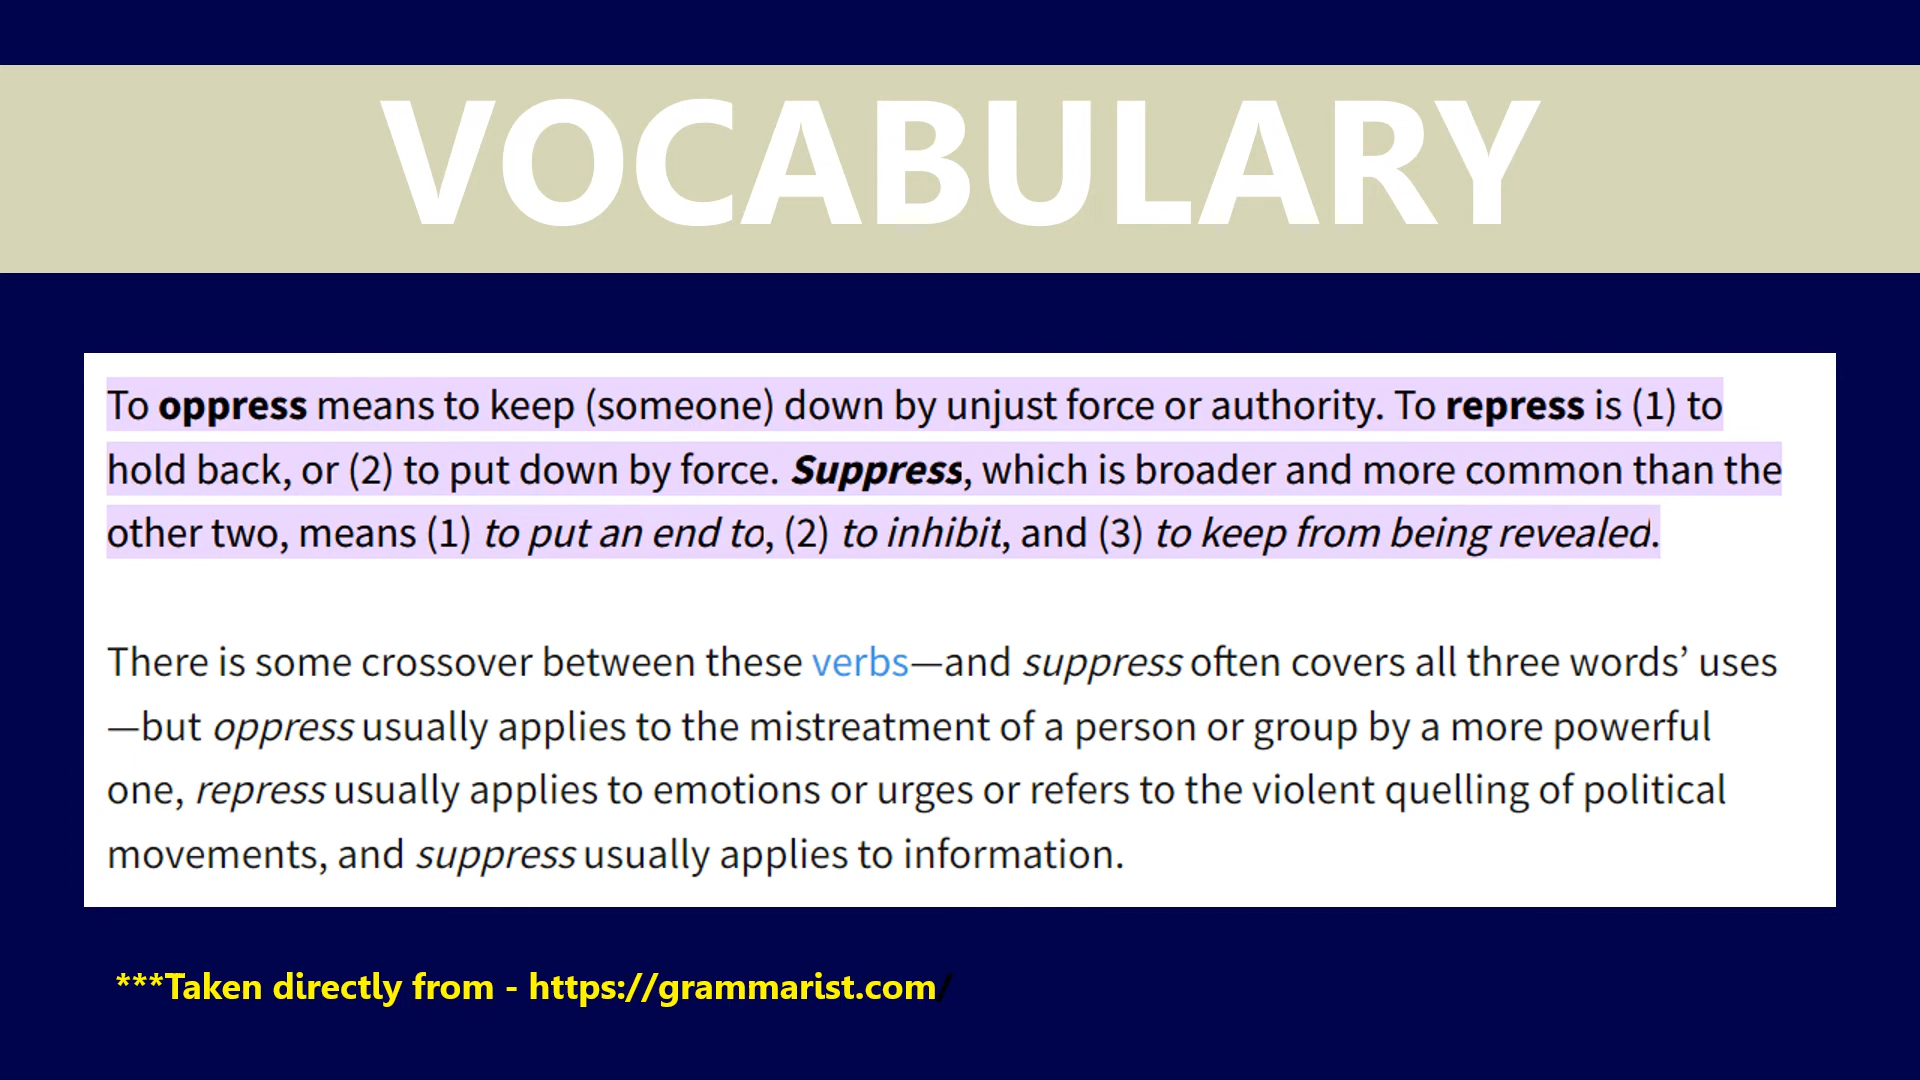 VOCABULARY
To oppress means to keep (someone) down by unjust force or authority. To repress is (1) to
hold back, or (2) to put down by force. Suppress, which is broader and more common than the
other two, means (1) to put an end to, (2) to inhibit, and (3) to keep from being revealed.
There is some crossover between these verbs—and suppress often covers all three words’ uses
—but oppress usually applies to the mistreatment of a person or group by a more powerful
one, repress usually applies to emotions or urges or refers to the violent quelling of political
movements, and suppress usually applies to information.
***Taken directly from - https://grammarist.com/